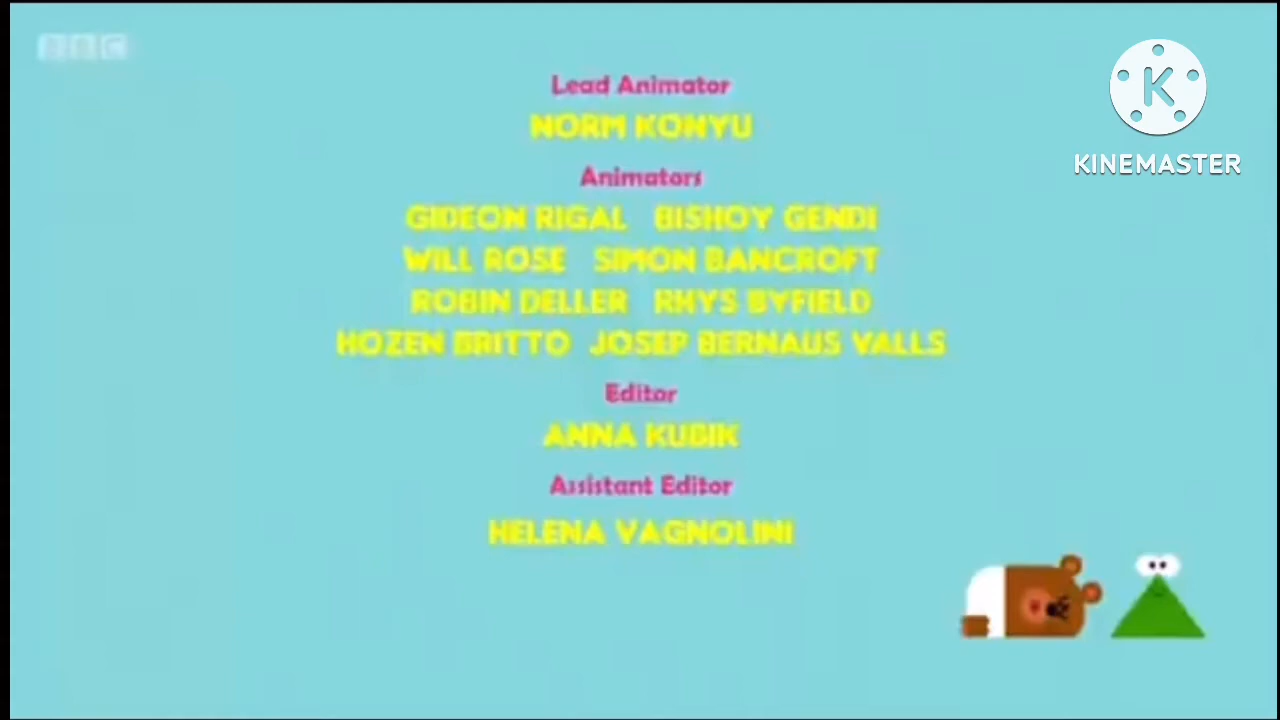 BBC
K
KINEMASTER
Lead Animator
NORM KONYU
Animators
GIDEON RIGAL BISHOY GENDI
WILL ROSE SIMON BANCROFT
ROBIN DELLER RHYS BYFIELD
HOZEN BRITTO JOSEP BERNAUS VALLS
Editor
ANNA KUBIK
Assistant Editor
HELENA VAGNOLINI